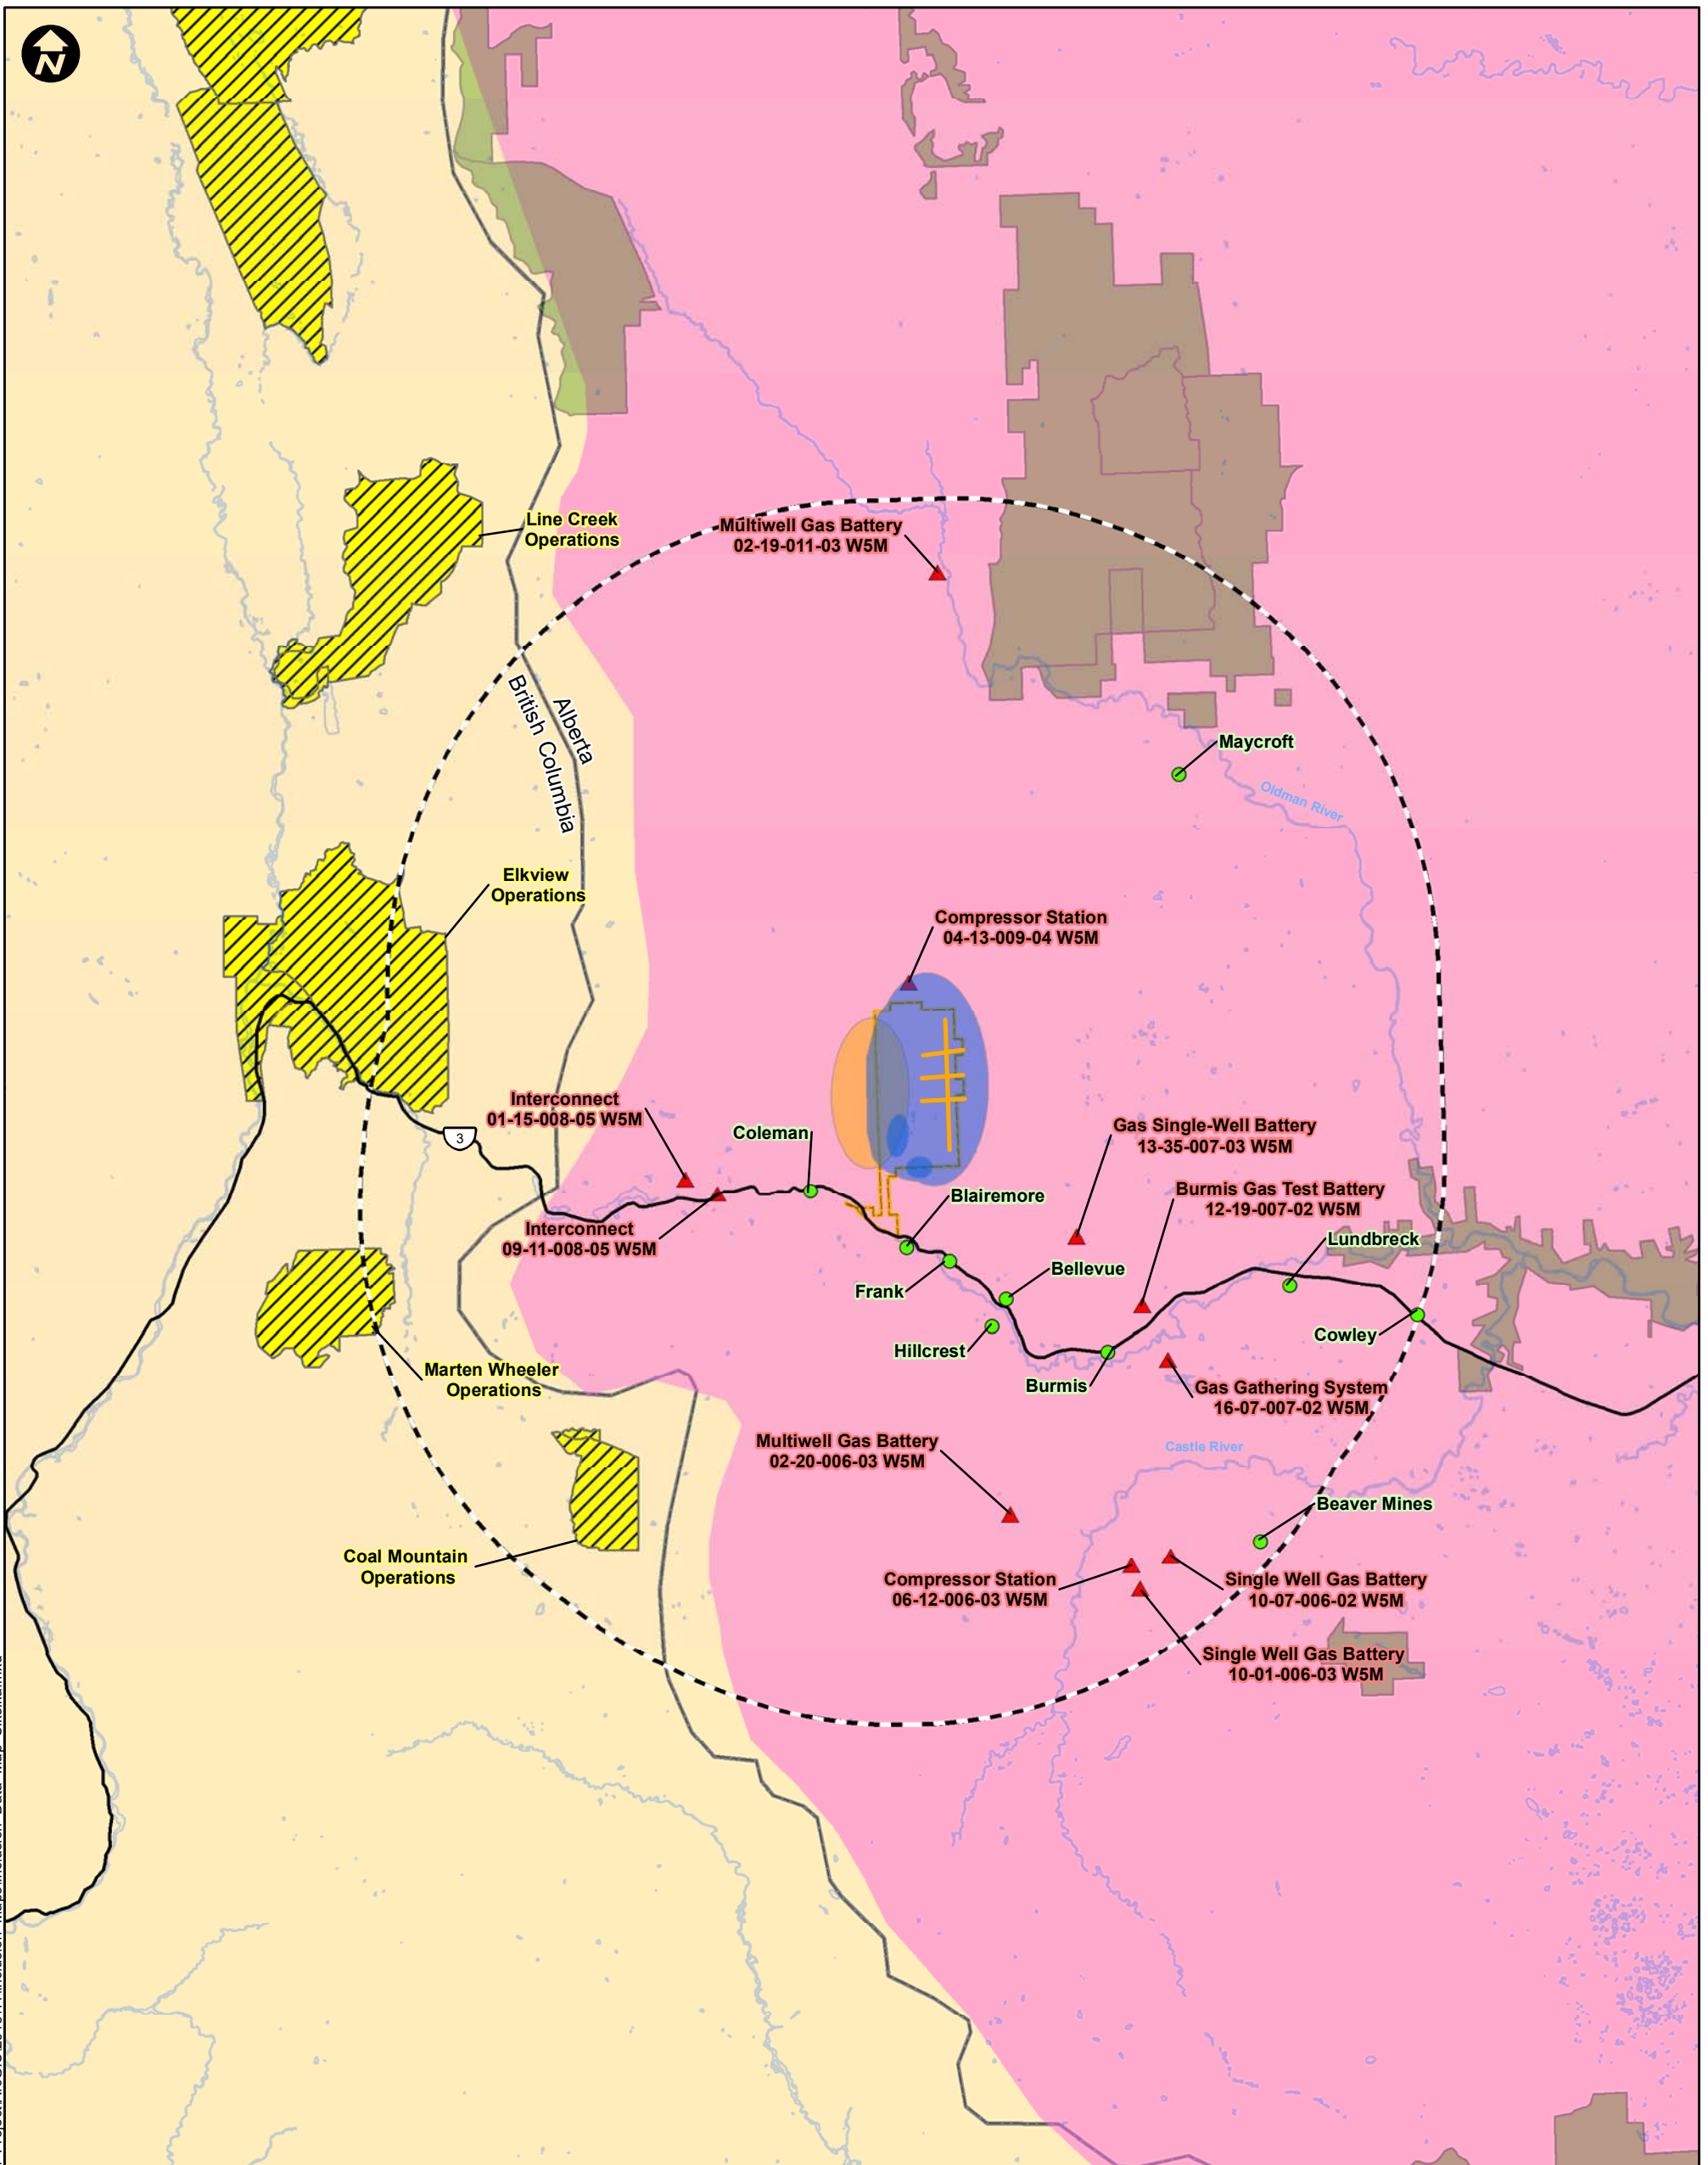 N
Line Creek
Operations
Multiwell Gas Battery
02-19-011-03 W5M
Alberta
British Columbia
Maycroft
Oldman River
Elkview
Operations
Compressor Station
04-13-009-04 W5M
Interconnect
01-15-008-05 W5M
3
Coleman
Gas Single-Well Battery
13-35-007-03 W5M
Blairemore
Burmis Gas Test Battery
12-19-007-02 W5M
Interconnect
09-11-008-05 W5M
Lundbreck
Bellevue
Frank
Cowley
Hillcrest
Marten Wheeler
Operations
Burmis
Gas Gathering System
16-07-007-02 W5M
Multiwell Gas Battery
02-20-006-03 W5M
Castle River
Beaver Mines
Coal Mountain
Operations
Compressor Station
06-12-006-03 W5M
Single Well Gas Battery
10-07-006-02 W5M
Single Well Gas Battery
10-01-006-03 W5M